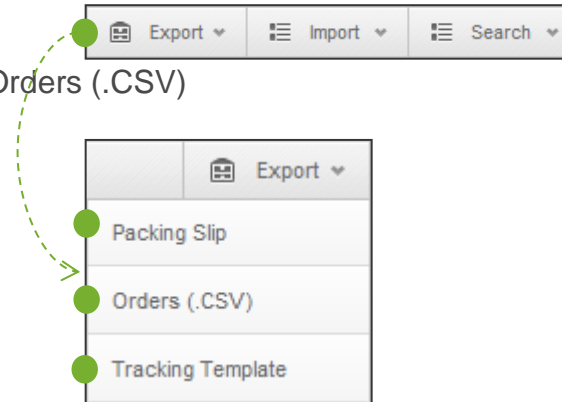 Export Import Search
Orders (.CSV)
Export
Packing Slip
Orders (.CSV)
Tracking Template